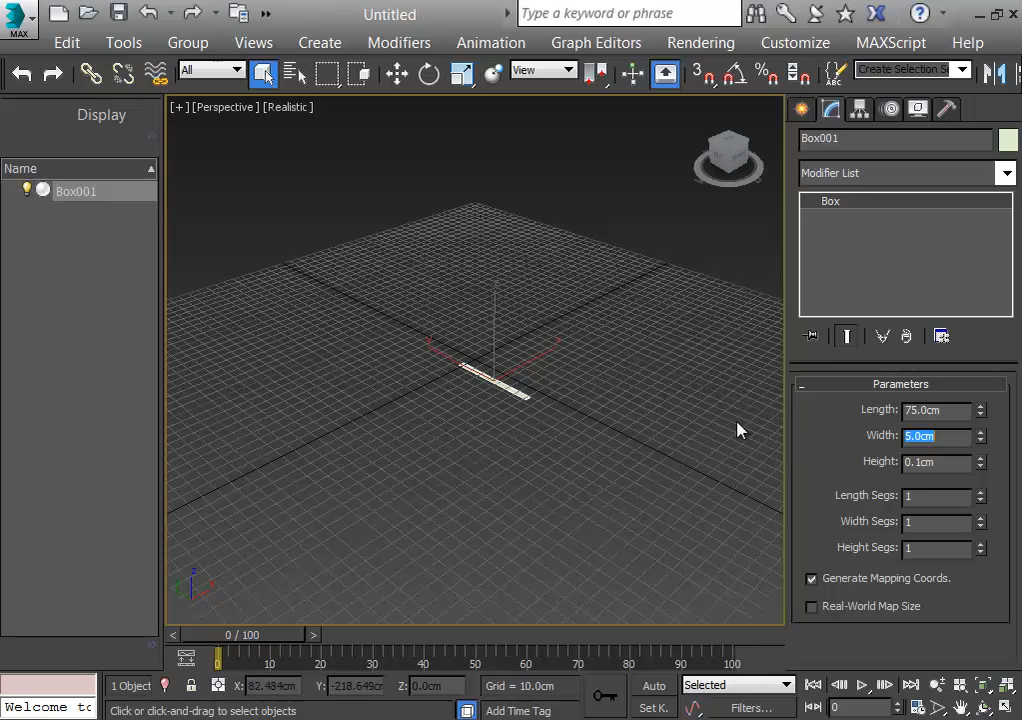 Untitled
Type a keyword or phrase
MAX
Edit Tools Group Views Create Modifiers Animation Graph Editors Rendering Customize MAXScript Help
All
View
3
Create Selection Se
ABC
Display
[+] [Perspective] [Realistic]
Name
Box001
Box001
Modifier List
Box
Parameters
Length: 75.0cm
Width: 5.0cm
Height: 0.1cm
Length Segs: 1
Width Segs: 1
Height Segs: 1
Generate Mapping Coords.
Real-World Map Size
z
< 0 / 100 >
0 10 20 30 40 50 60 70 80 90 100
1 Object X: 82.484cm Y: -218.649cm Z: 0.0cm Grid = 10.0cm Auto Selected
Welcome to Click or click-and-drag to select objects Add Time Tag Set K. Filters... 0